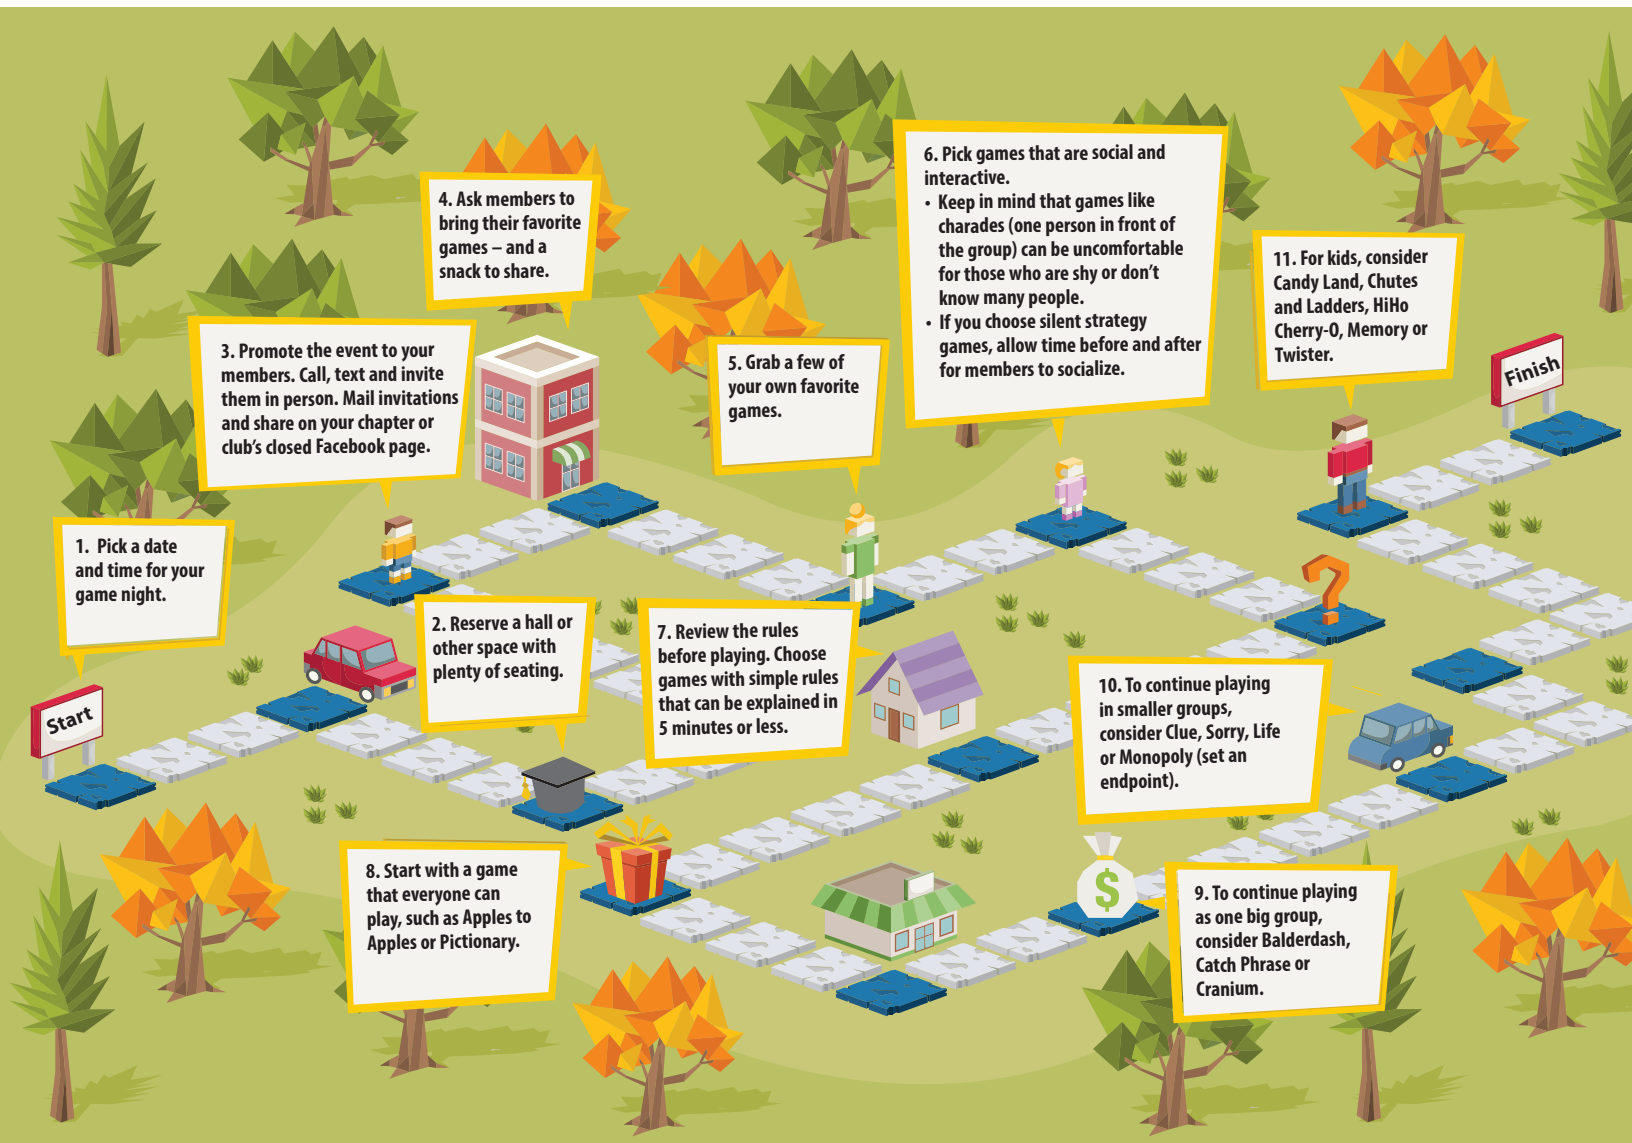 Start
1. Pick a date
and time for your
game night.
2. Reserve a hall or
other space with
plenty of seating.
3. Promote the event to your
members. Call, text and invite
them in person. Mail invitations
and share on your chapter or
club's closed Facebook page.
4. Ask members to
bring their favorite
games – and a
snack to share.
5. Grab a few of
your own favorite
games.
6. Pick games that are social and
interactive.
• Keep in mind that games like
charades (one person in front of
the group) can be uncomfortable
for those who are shy or don't
know many people.
• If you choose silent strategy
games, allow time before and after
for members to socialize.
7. Review the rules
before playing. Choose
games with simple rules
that can be explained in
5 minutes or less.
8. Start with a game
that everyone can
play, such as Apples to
Apples or Pictionary.
9. To continue playing
as one big group,
consider Balderdash,
Catch Phrase or
Cranium.
10. To continue playing
in smaller groups,
consider Clue, Sorry, Life
or Monopoly (set an
endpoint).
11. For kids, consider
Candy Land, Chutes
and Ladders, HiHo
Cherry-O, Memory or
Twister.
Finish
?
$